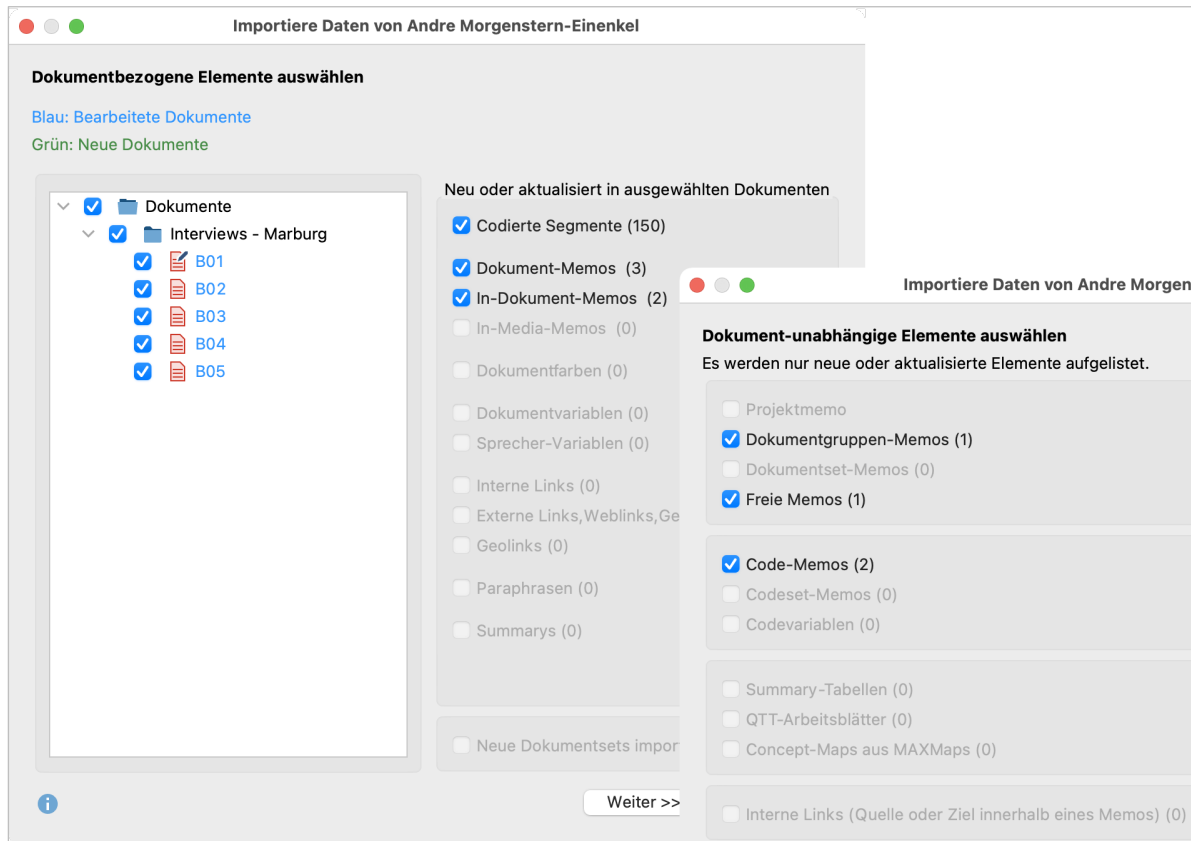 Importiere Daten von Andre Morgenstern-Einenkel
Dokumentbezogene Elemente auswählen
Blau: Bearbeitete Dokumente
Grün: Neue Dokumente
Dokumente
Interviews - Marburg
B01
B02
B03
B04
B05
Neu oder aktualisiert in ausgewählten Dokumenten
Codierte Segmente (150)
Dokument-Memos (3)
In-Dokument-Memos (2)
In-Media-Memos (0)
Dokumentfarben (0)
Dokumentvariablen (0)
Sprecher-Variablen (0)
Interne Links (0)
Externe Links,Weblinks,Ge
Geolinks (0)
Paraphrasen (0)
Summarys (0)
Neue Dokumentsets impor
Weiter >>
Importiere Daten von Andre Morgen
Dokument-unabhängige Elemente auswählen
Es werden nur neue oder aktualisierte Elemente aufgelistet.
Projektmemo
Dokumentgruppen-Memos (1)
Dokumentset-Memos (0)
Freie Memos (1)
Code-Memos (2)
Codeset-Memos (0)
Codevariablen (0)
Summary-Tabellen (0)
QTT-Arbeitsblätter (0)
Concept-Maps aus MAXMaps (0)
Interne Links (Quelle oder Ziel innerhalb eines Memos) (0)